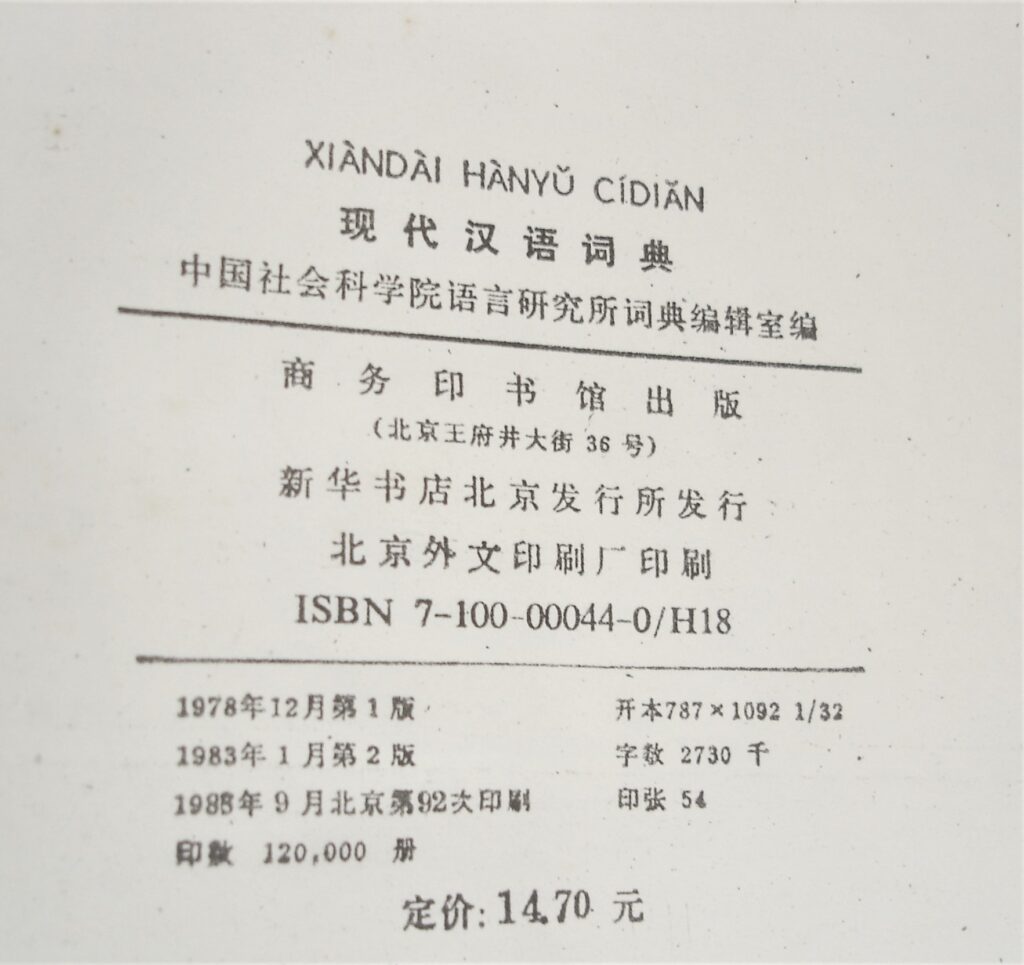 XIÀNDÀI HÀNYǓ CÍDIǍN
现代汉语词典
中国社会科学院语言研究所词典编辑室编
商务印书馆出版
(北京王府井大街 36 号)
新华书店北京发行所发行
北京外文印刷厂印刷
ISBN 7-100-00044-0/H18
1978年12月第1版 开本787×1092 1/32
1983年1月第2版 字数 2730 千
1988年9月北京第92次印刷 印张 54
印数 120,000 册
定价: 14.70 元